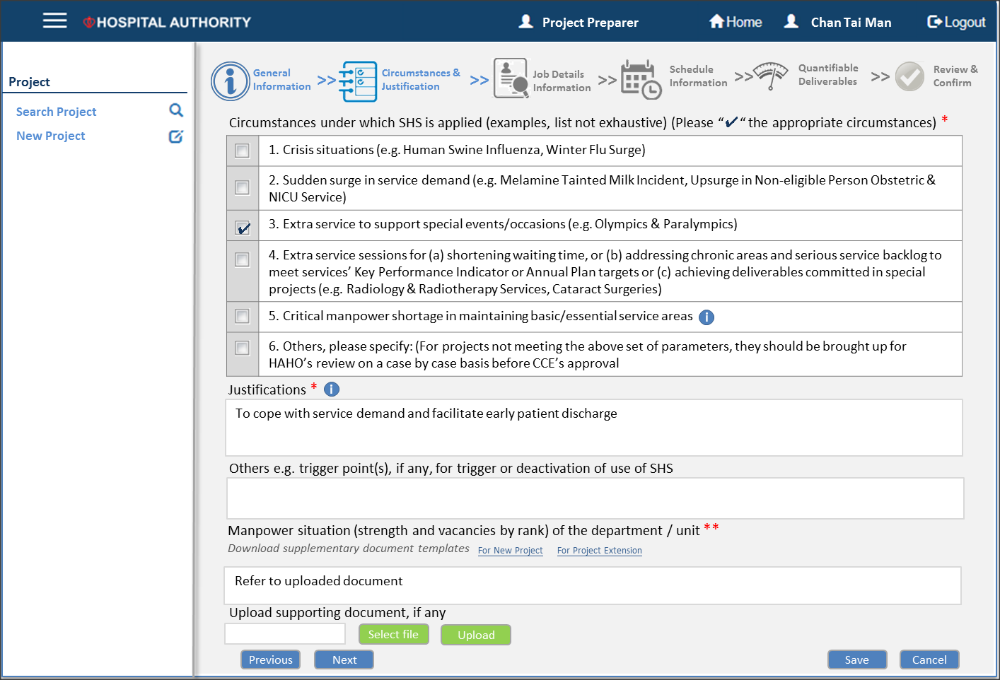 HOSPITAL AUTHORITY
Project Preparer
Home
Chan Tai Man
Logout
Project
Search Project
New Project
General
Information
>>
Circumstances &
Justification
>>
Job Details
Information
>>
Schedule
Information
>>
Quantifiable
Deliverables
>>
Review &
Confirm
Circumstances under which SHS is applied (examples, list not exhaustive) (Please “✔“ the appropriate circumstances) *
1. Crisis situations (e.g. Human Swine Influenza, Winter Flu Surge)
2. Sudden surge in service demand (e.g. Melamine Tainted Milk Incident, Upsurge in Non-eligible Person Obstetric &
NICU Service)
3. Extra service to support special events/occasions (e.g. Olympics & Paralympics)
4. Extra service sessions for (a) shortening waiting time, or (b) addressing chronic areas and serious service backlog to
meet services’ Key Performance Indicator or Annual Plan targets or (c) achieving deliverables committed in special
projects (e.g. Radiology & Radiotherapy Services, Cataract Surgeries)
5. Critical manpower shortage in maintaining basic/essential service areas i
6. Others, please specify: (For projects not meeting the above set of parameters, they should be brought up for
HAHO’s review on a case by case basis before CCE’s approval
Justifications * i
To cope with service demand and facilitate early patient discharge
Others e.g. trigger point(s), if any, for trigger or deactivation of use of SHS
Manpower situation (strength and vacancies by rank) of the department / unit **
Download supplementary document templates For New Project For Project Extension
Refer to uploaded document
Upload supporting document, if any
Select file Upload
Previous Next Save Cancel